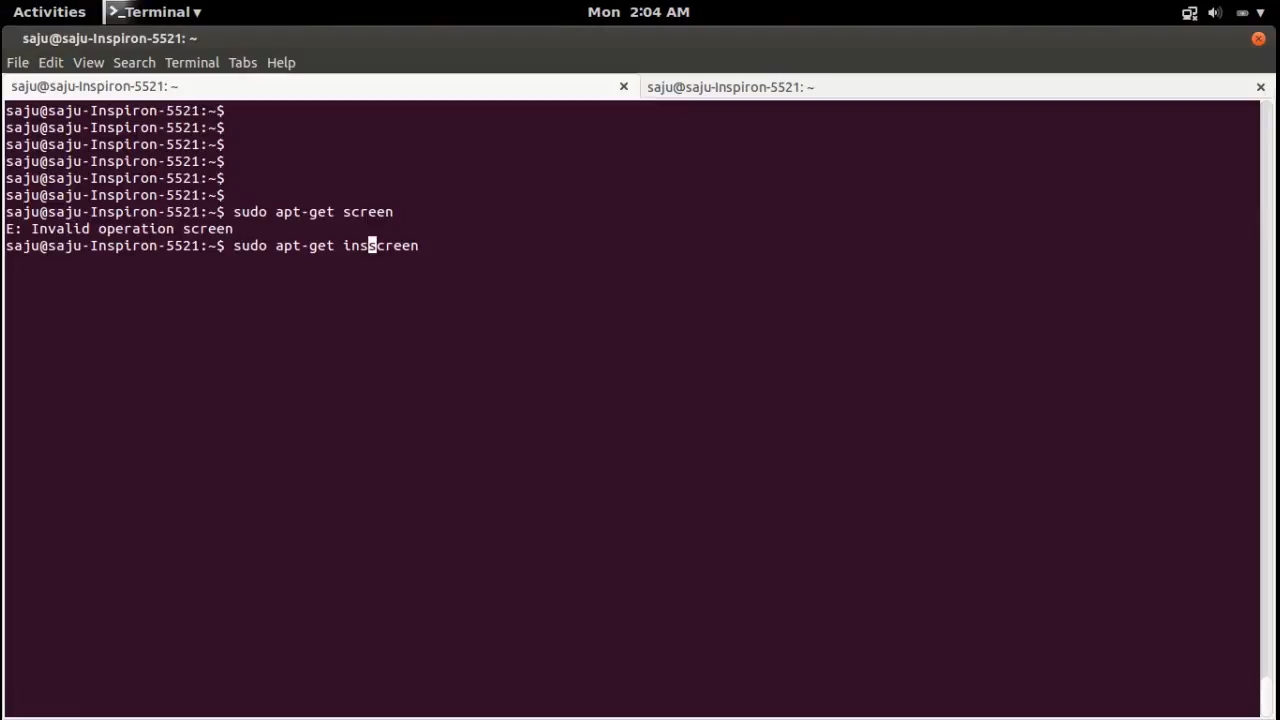 Activities >_Terminal ▾ Mon 2:04 AM
saju@saju-Inspiron-5521: ~
File Edit View Search Terminal Tabs Help
saju@saju-Inspiron-5521: ~ × saju@saju-Inspiron-5521: ~ ×
saju@saju-Inspiron-5521:~$
saju@saju-Inspiron-5521:~$
saju@saju-Inspiron-5521:~$
saju@saju-Inspiron-5521:~$
saju@saju-Inspiron-5521:~$
saju@saju-Inspiron-5521:~$
saju@saju-Inspiron-5521:~$ sudo apt-get screen
E: Invalid operation screen
saju@saju-Inspiron-5521:~$ sudo apt-get insscreen